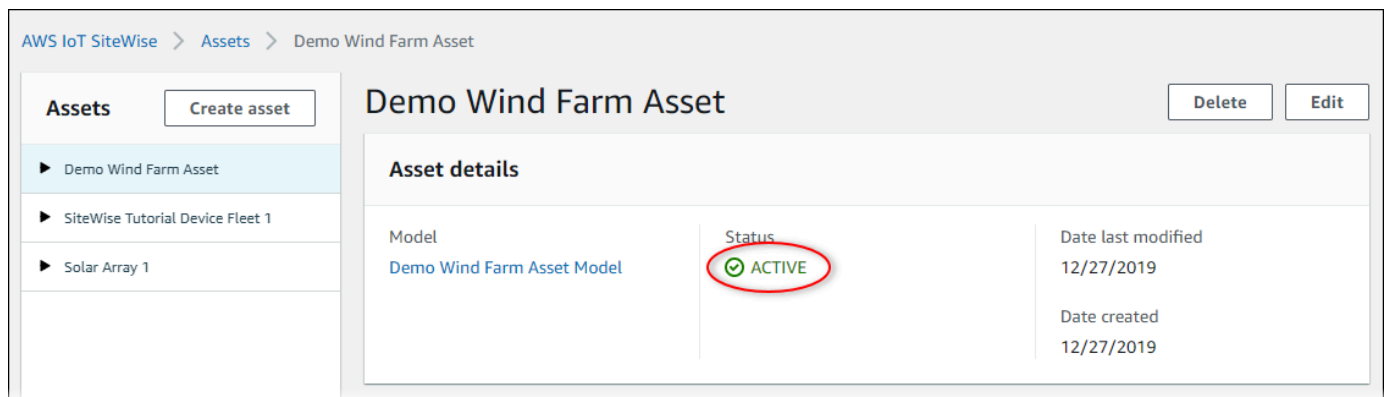 AWS IoT SiteWise > Assets > Demo Wind Farm Asset
Assets
Create asset
Demo Wind Farm Asset
SiteWise Tutorial Device Fleet 1
Solar Array 1
Demo Wind Farm Asset
Delete
Edit
Asset details
Model
Demo Wind Farm Asset Model
Status
ACTIVE
Date last modified
12/27/2019
Date created
12/27/2019